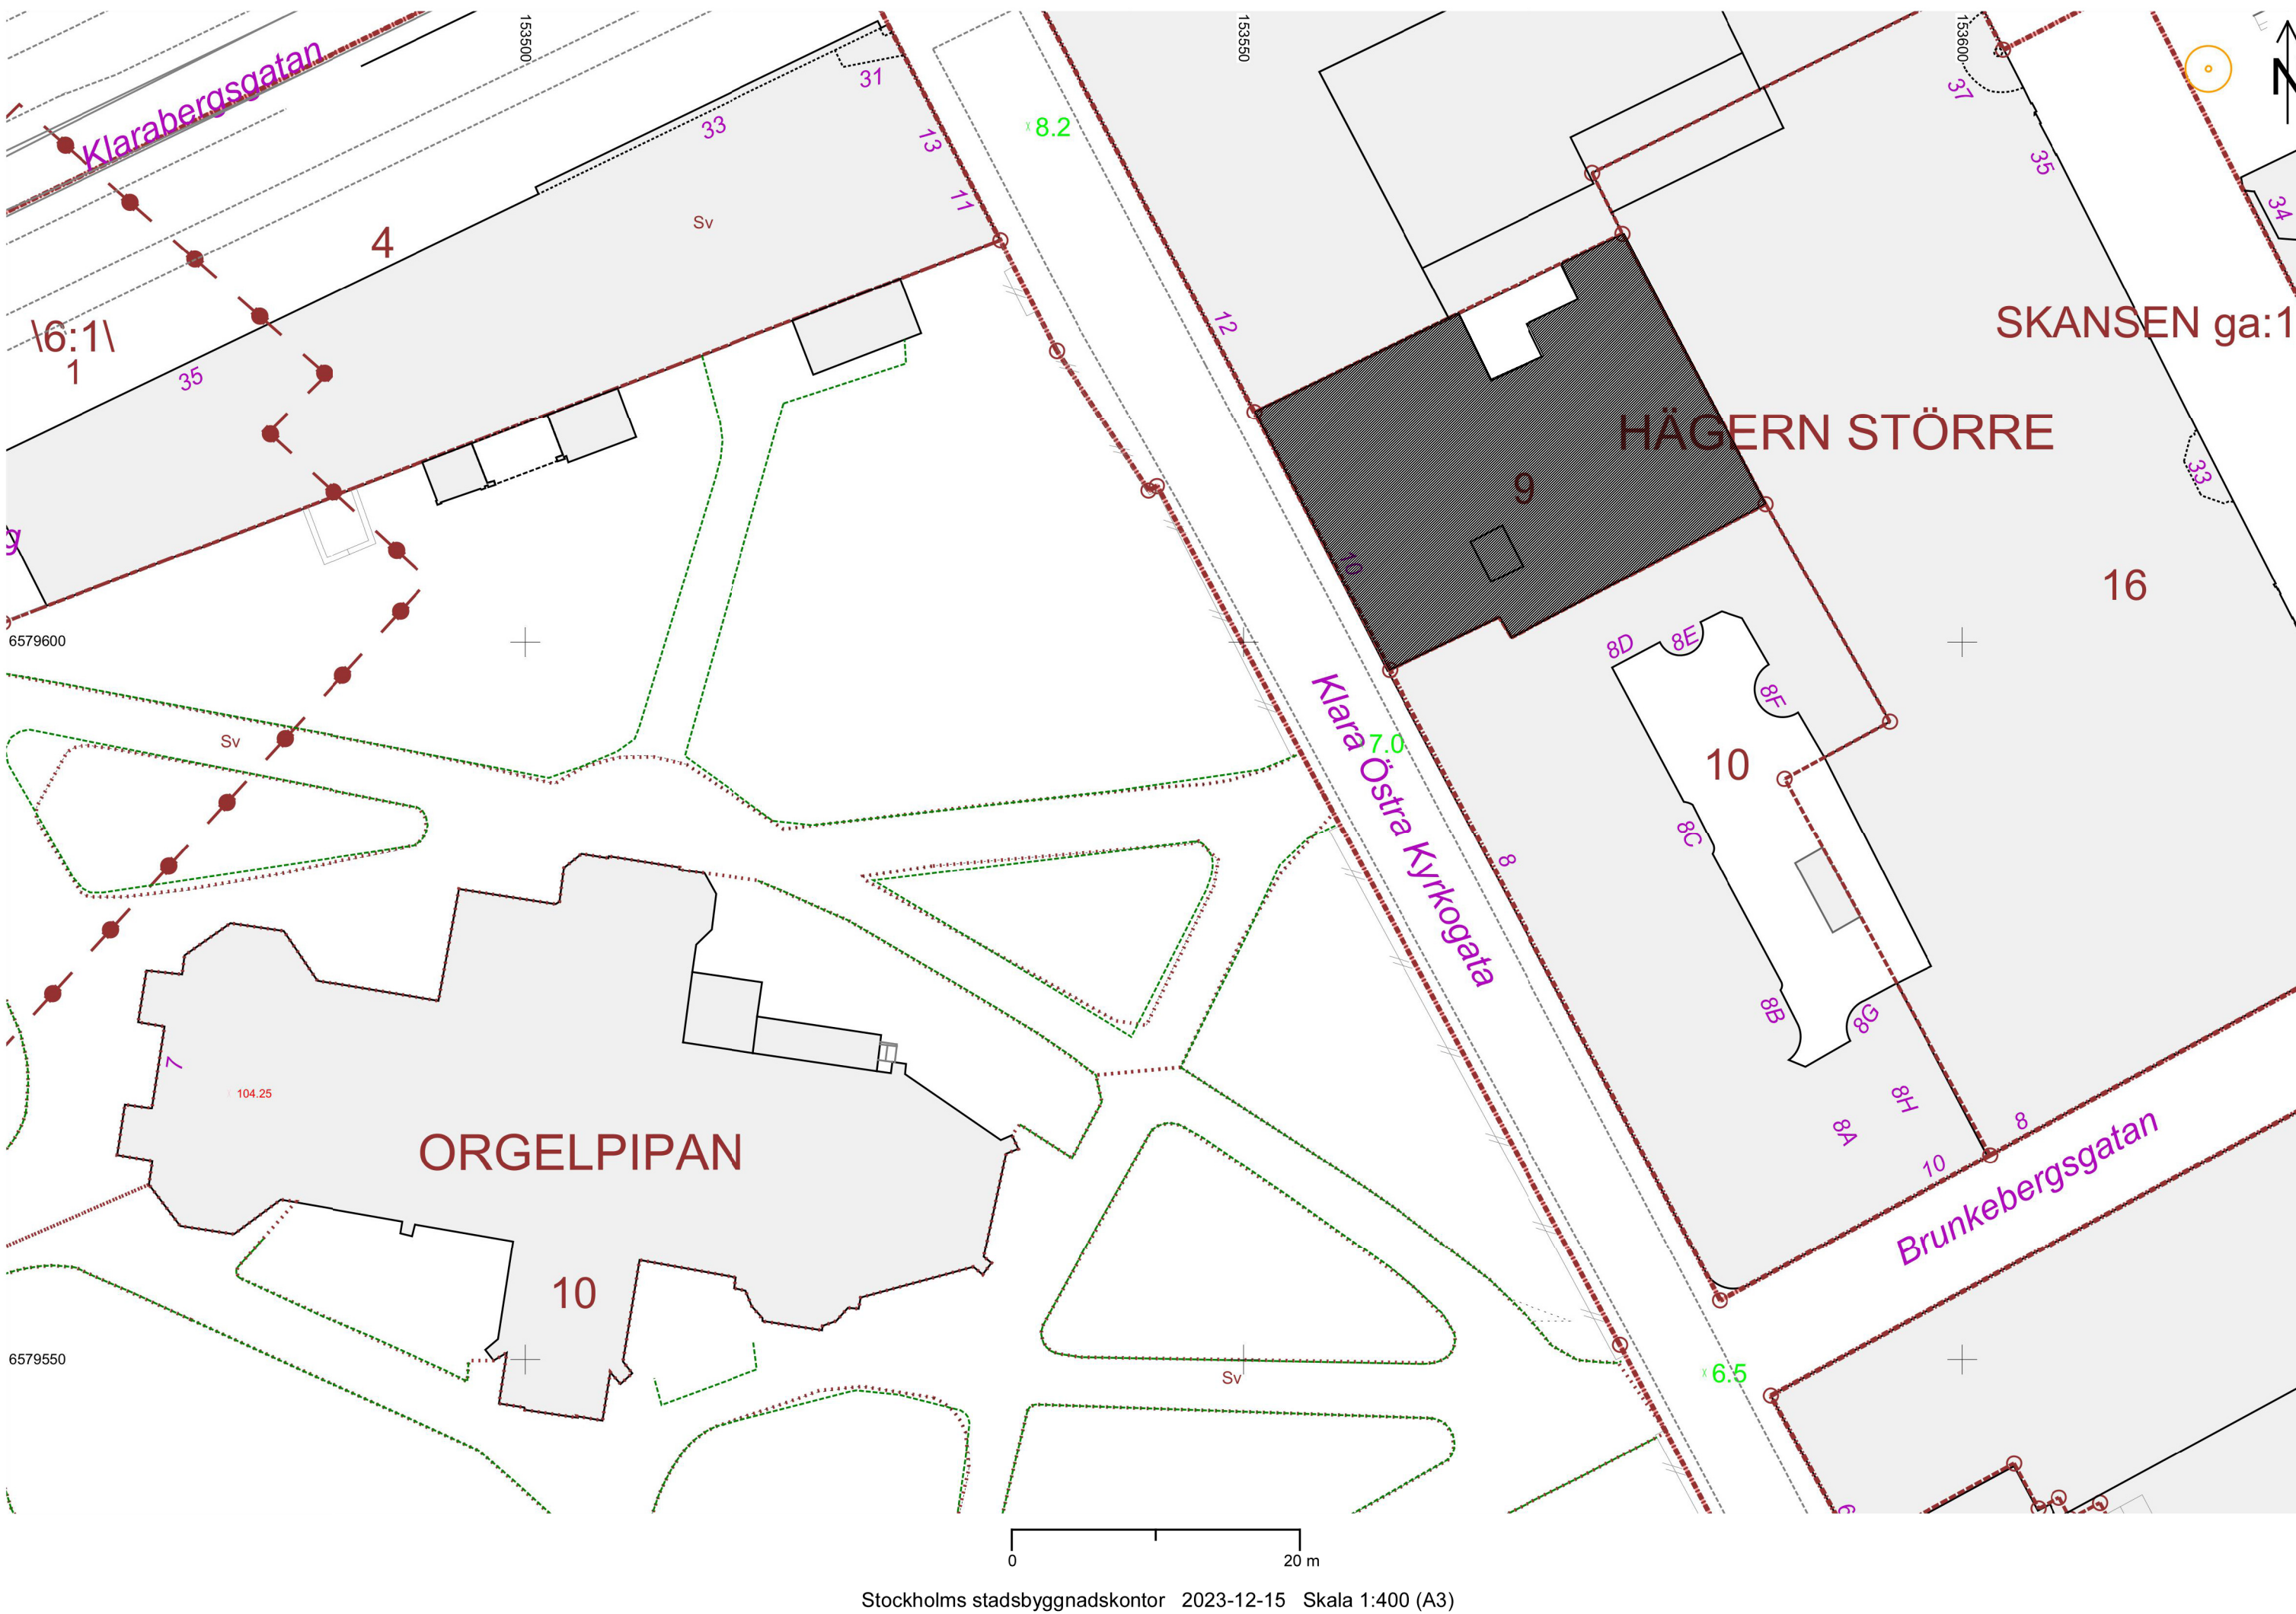 153500
153550
153600
Klarabergsgatan
31
33
13
11
8.2
37
35
34
N
4
Sv
\6:1\
1
35
12
SKANSEN ga:1
HÄGERN STÖRRE
9
33
10
16
g
6579600
8D
8E
8F
Klara Östra Kyrkogata
7.0
10
Sv
8C
8
8B
8G
8H
8A
8
10
Brunkebergsgatan
7
104.25
ORGELPIPAN
10
6579550
Sv
6.5
0
20 m
Stockholms stadsbyggnadskontor 2023-12-15 Skala 1:400 (A3)